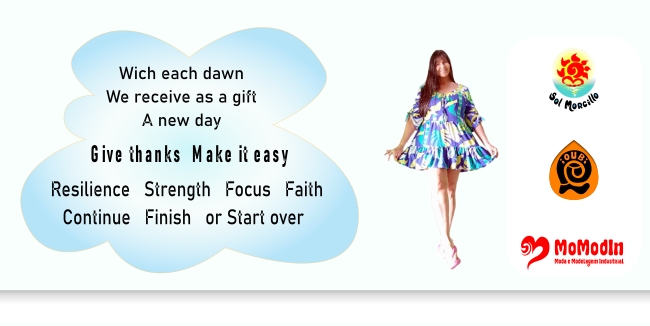 Wich each dawn
We receive as a gift
A new day
Give thanks Make it easy
Resilience Strength Focus Faith
Continue Finish or Start over
Sol Morcillo
OUB
MoModIn
Moda e Modelagem Industrial